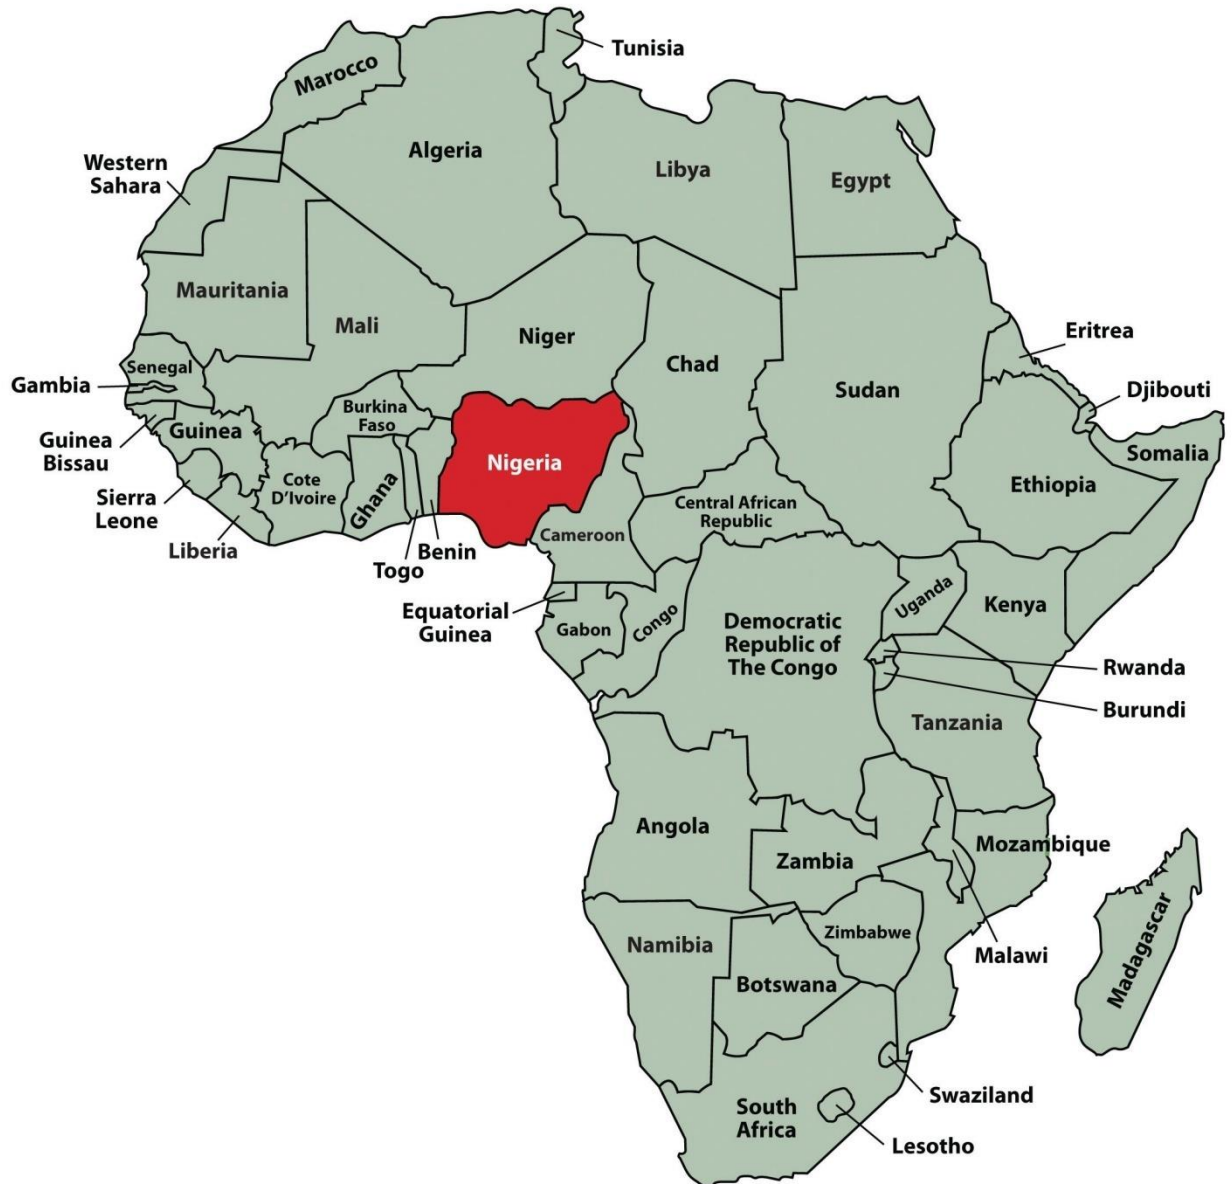 Tunisia
Marocco
Algeria
Western
Sahara
Libya
Egypt
Mauritania
Mali
Niger
Chad
Sudan
Eritrea
Senegal
Gambia
Djibouti
Burkina
Faso
Guinea
Bissau
Guinea
Nigeria
Somalia
Ethiopia
Cote
D'Ivoire
Ghana
Sierra
Leone
Liberia
Central African
Republic
Cameroon
Benin
Togo
Equatorial
Guinea
Gabon
Congo
Uganda
Kenya
Democratic
Republic of
The Congo
Rwanda
Burundi
Tanzania
Angola
Zambia
Mozambique
Malawi
Madagascar
Namibia
Zimbabwe
Botswana
Swaziland
South
Africa
Lesotho